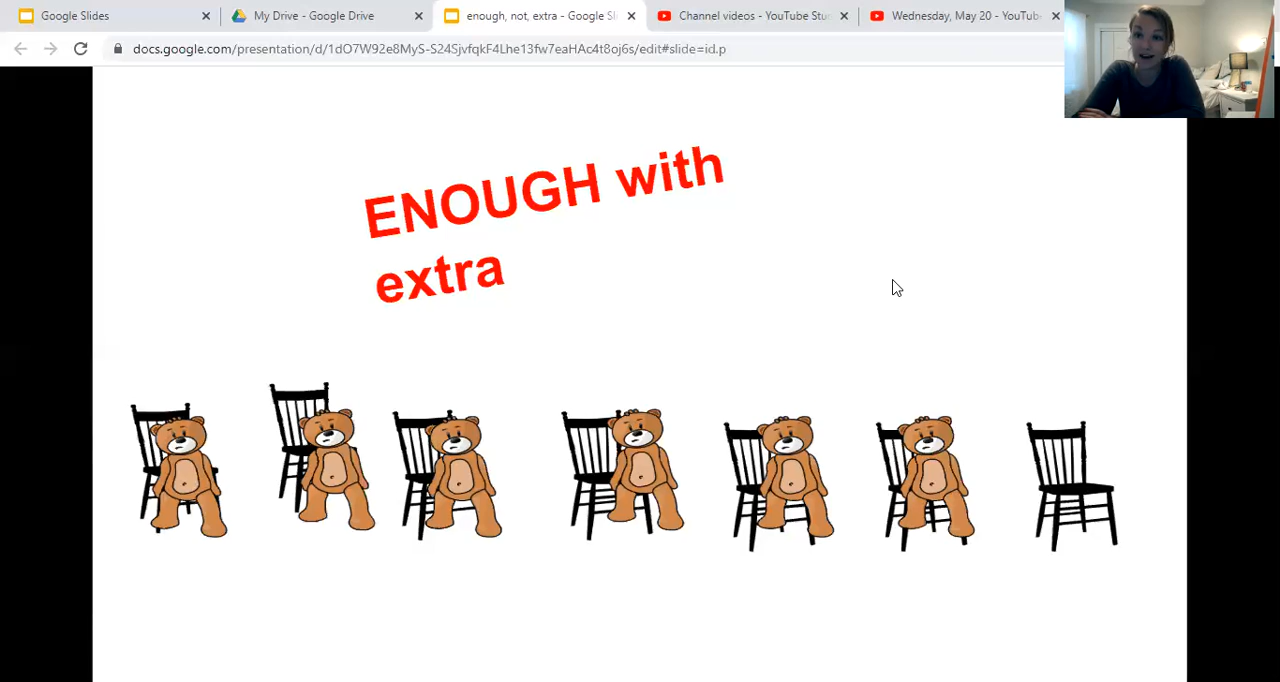 Google Slides
My Drive - Google Drive
enough, not, extra - Google Sl
Channel videos - YouTube Stu
Wednesday, May 20 - YouTub
docs.google.com/presentation/d/1dO7W92e8MyS-S24SjvfqkF4Lhe13fw7eaHAc4t8oj6s/edit#slide=id.p
ENOUGH with
extra